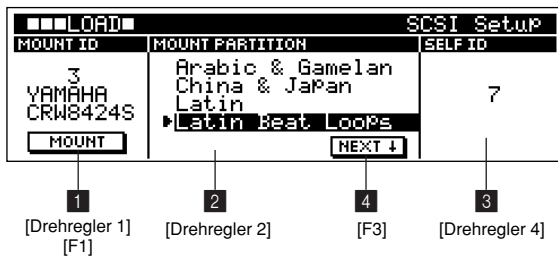 LOAD SCSI Setup
MOUNT ID MOUNT PARTITION SELF ID
3
YAMAHA
CRW8424S
MOUNT
Arabic & Gamelan
China & Japan
Latin
Latin Beat Loops
NEXT ↓
7
1 2 4 3
[Drehregler 1] [Drehregler 2] [F3] [Drehregler 4]
[F1]